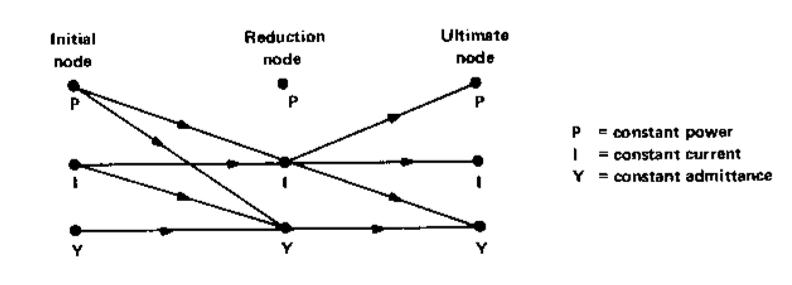 Initial
node
Reduction
node
Ultimate
node
P
P
P
I
I
I
Y
Y
Y
P = constant power
I = constant current
Y = constant admittance